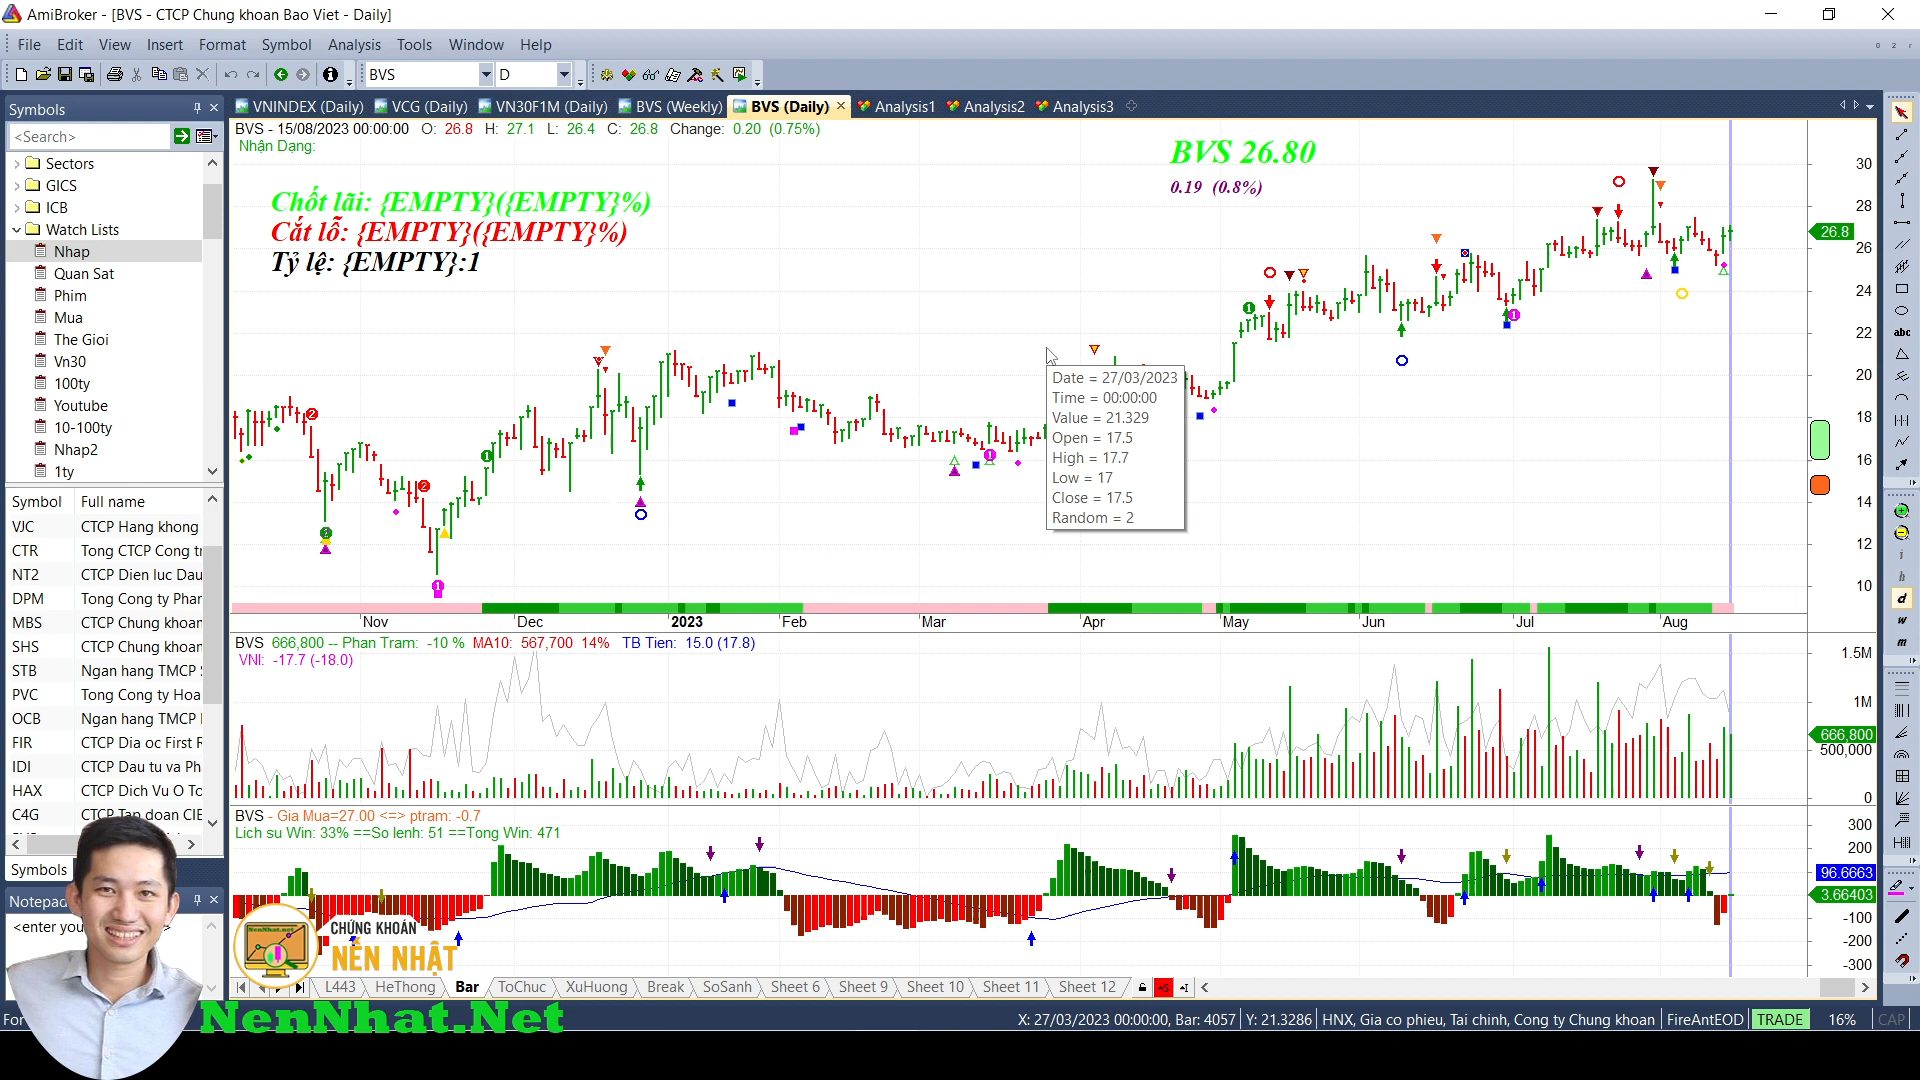 AmiBroker - [BVS - CTCP Chung khoan Bao Viet - Daily]
File Edit View Insert Format Symbol Analysis Tools Window Help
BVS D
Symbols
<Search>
Sectors
GICS
ICB
Watch Lists
Nhap
Quan Sat
Phim
Mua
The Gioi
Vn30
100ty
Youtube
10-100ty
Nhap2
1ty
Symbol Full name
VJC CTCP Hang khong
CTR Tong CTCP Cong tr
NT2 CTCP Dien luc Dau
DPM Tong Cong ty Phar
MBS CTCP Chung khoar
SHS CTCP Chung khoar
STB Ngan hang TMCP S
PVC Tong Cong ty Hoa
OCB Ngan hang TMCP I
FIR CTCP Dia oc First R
IDI CTCP Dau tu va Ph
HAX CTCP Dich Vu O To
C4G CTCP Tap doan CIE
Symbols
Notepad
<enter you >
VNINDEX (Daily) VCG (Daily) VN30F1M (Daily) BVS (Weekly) BVS (Daily) Analysis1 Analysis2 Analysis3
BVS - 15/08/2023 00:00:00 O: 26.8 H: 27.1 L: 26.4 C: 26.8 Change: 0.20 (0.75%)
Nhận Dạng:
BVS 26.80
0.19 (0.8%)
Chốt lãi: {EMPTY}({EMPTY}%)
Cắt lỗ: {EMPTY}({EMPTY}%)
Tỷ lệ: {EMPTY}:1
Date = 27/03/2023
Time = 00:00:00
Value = 21.329
Open = 17.5
High = 17.7
Low = 17
Close = 17.5
Random = 2
30
28
26.8
26
24
22
20
18
16
14
12
10
Nov Dec 2023 Feb Mar Apr May Jun Jul Aug
BVS 666,800 -- Phan Tram: -10 % MA10: 567,700 14% TB Tien: 15.0 (17.8)
VNI: -17.7 (-18.0)
1.5M
1M
666,800
500,000
0
BVS - Gia Mua=27.00 <=> ptram: -0.7
Lich su Win: 33% ==So lenh: 51 ==Tong Win: 471
300
200
96.6663
3.66403
-100
-200
-300
CHỨNG KHOÁN
NẾN NHẬT
NenNhat.net
L443 HeThong Bar ToChuc XuHuong Break SoSanh Sheet 6 Sheet 9 Sheet 10 Sheet 11 Sheet 12
NenNhat.Net
For
X: 27/03/2023 00:00:00, Bar: 4057 Y: 21.3286 HNX, Gia co phieu, Tai chinh, Cong ty Chung khoan FireAntEOD TRADE 16% CAP
abc
i
h
d
w
m